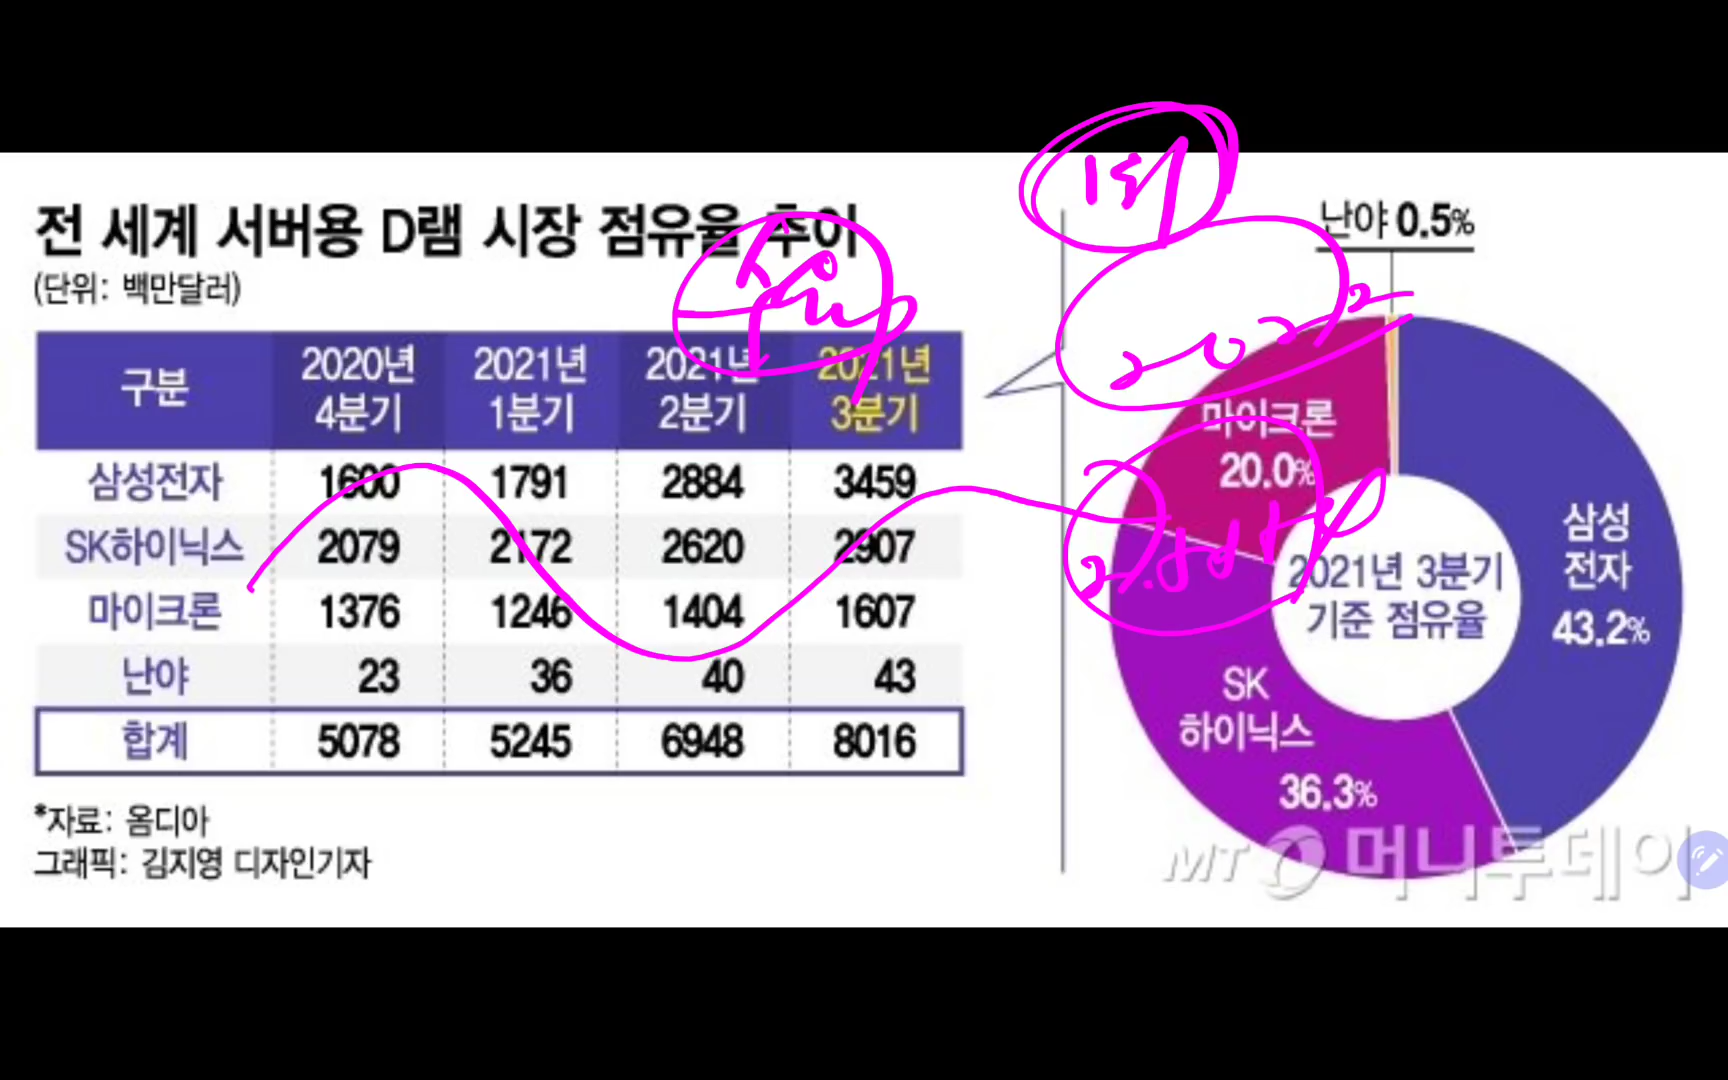 전 세계 서버용 D램 시장 점유율 추이
(단위: 백만달러)
구분 2020년 4분기 2021년 1분기 2021년 2분기 2021년 3분기
삼성전자 1600 1791 2884 3459
SK하이닉스 2079 2172 2620 2907
마이크론 1376 1246 1404 1607
난야 23 36 40 43
합계 5078 5245 6948 8016
*자료: 옴디아
그래픽: 김지영 디자인기자
2022
난야 0.5%
마이크론
20.0%
삼성
전자
43.2%
2021년 3분기
기준 점유율
SK
하이닉스
36.3%
MT 머니투데이